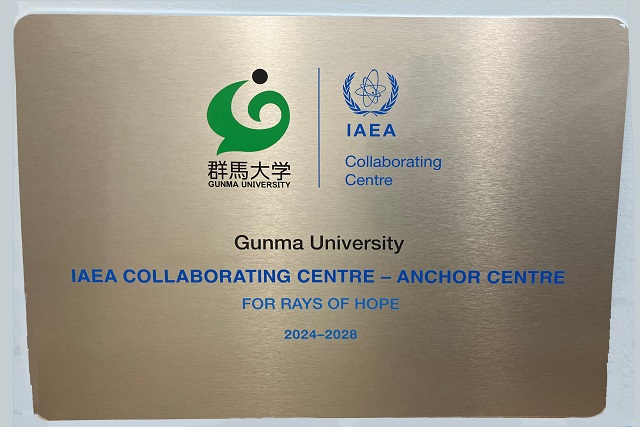 群馬大学
GUNMA UNIVERSITY
IAEA
Collaborating
Centre
Gunma University
IAEA COLLABORATING CENTRE – ANCHOR CENTRE
FOR RAYS OF HOPE
2024–2028